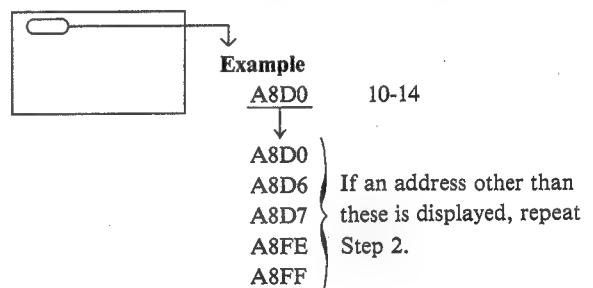 Example
A8D0 10-14
A8D0
A8D6
A8D7
A8FE
A8FF
If an address other than
these is displayed, repeat
Step 2.